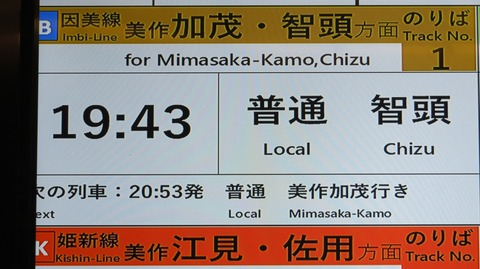 B 因美線 美作加茂・智頭方面 のりば
Imbi-Line Track No.
for Mimasaka-Kamo,Chizu 1
19:43 普通 智頭
Local Chizu
次の列車：20:53発 普通 美作加茂行き
ext Local Mimasaka-Kamo
K 姫新線 美作江見・佐用方面 のりば
Kishin-Line Track No.